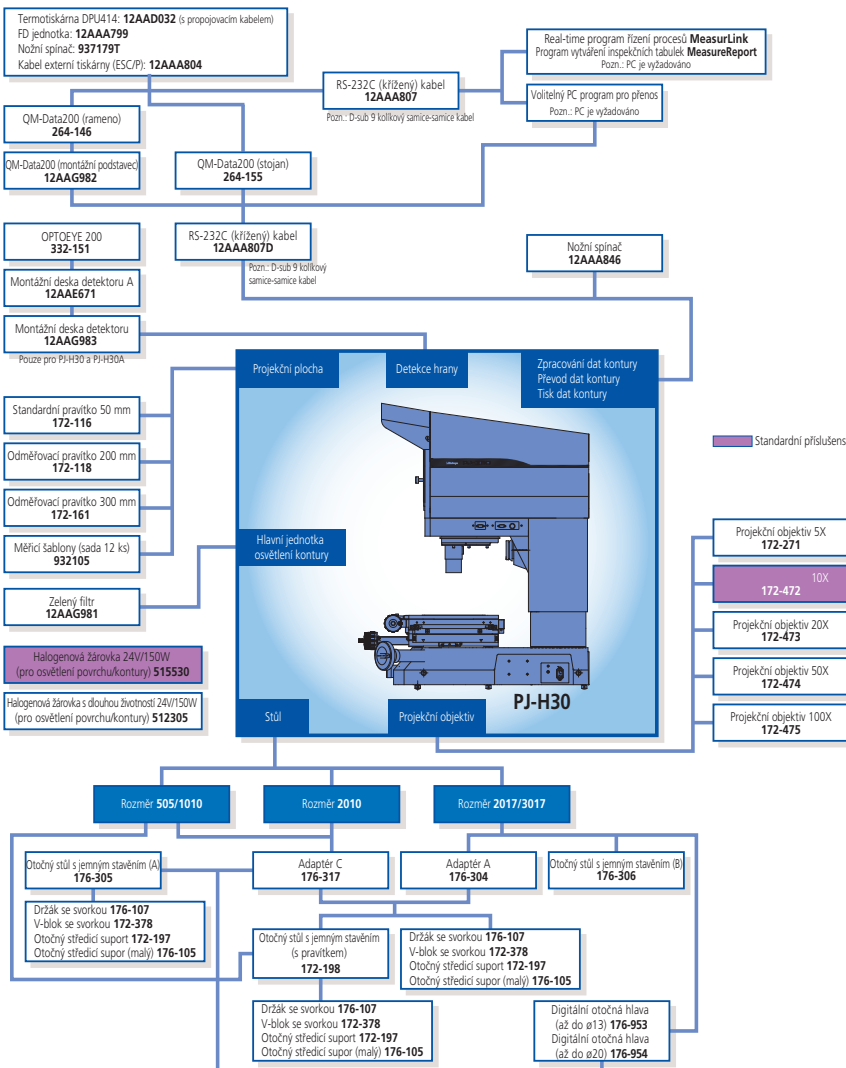 Termotiskárna DPU414: 12AAD032 (s propojovacím kabelem)
FD jednotka: 12AAA799
Nožní spínač: 937179T
Kabel externí tiskárny (ESC/P): 12AAA804
Real-time program řízení procesů MeasurLink
Program vytváření inspekčních tabulek MeasureReport
Pozn.: PC je vyžadováno
RS-232C (křížený) kabel
12AAA807
Pozn.: D-sub 9 kolíkový samice-samice kabel
Volitelný PC program pro přenos
Pozn.: PC je vyžadováno
QM-Data200 (rameno)
264-146
QM-Data200 (montážní podstavec)
12AAG982
QM-Data200 (stojan)
264-155
OPTOEYE 200
332-151
RS-232C (křížený) kabel
12AAA807D
Pozn.: D-sub 9 kolíkový
samice-samice kabel
Nožní spínač
12AAA846
Montážní deska detektoru A
12AAE671
Montážní deska detektoru
12AAG983
Pouze pro PJ-H30 a PJ-H30A
Projekční plocha
Detekce hrany
Zpracování dat kontury
Převod dat kontury
Tisk dat kontury
Standardní pravítko 50 mm
172-116
Odměřovací pravítko 200 mm
172-118
Odměřovací pravítko 300 mm
172-161
Měřicí šablony (sada 12 ks)
932105
Zelený filtr
12AAG981
Halogenová žárovka 24V/150W
(pro osvětlení povrchu/kontury) 515530
Halogenová žárovka s dlouhou životností 24V/150W
(pro osvětlení povrchu/kontury) 512305
Hlavní jednotka
osvětlení kontury
Standardní příslušens
Projekční objektiv 5X
172-271
10X
172-472
Projekční objektiv 20X
172-473
Projekční objektiv 50X
172-474
Projekční objektiv 100X
172-475
PJ-H30
Stůl
Projekční objektiv
Rozměr 505/1010
Rozměr 2010
Rozměr 2017/3017
Otočný stůl s jemným stavěním (A)
176-305
Adaptér C
176-317
Adaptér A
176-304
Otočný stůl s jemným stavěním (B)
176-306
Držák se svorkou 176-107
V-blok se svorkou 172-378
Otočný středicí suport 172-197
Otočný středicí supor (malý) 176-105
Otočný stůl s jemným stavěním
(s pravítkem)
172-198
Držák se svorkou 176-107
V-blok se svorkou 172-378
Otočný středicí suport 172-197
Otočný středicí supor (malý) 176-105
Držák se svorkou 176-107
V-blok se svorkou 172-378
Otočný středicí suport 172-197
Otočný středicí supor (malý) 176-105
Digitální otočná hlava
(až do ø13) 176-953
Digitální otočná hlava
(až do ø20) 176-954